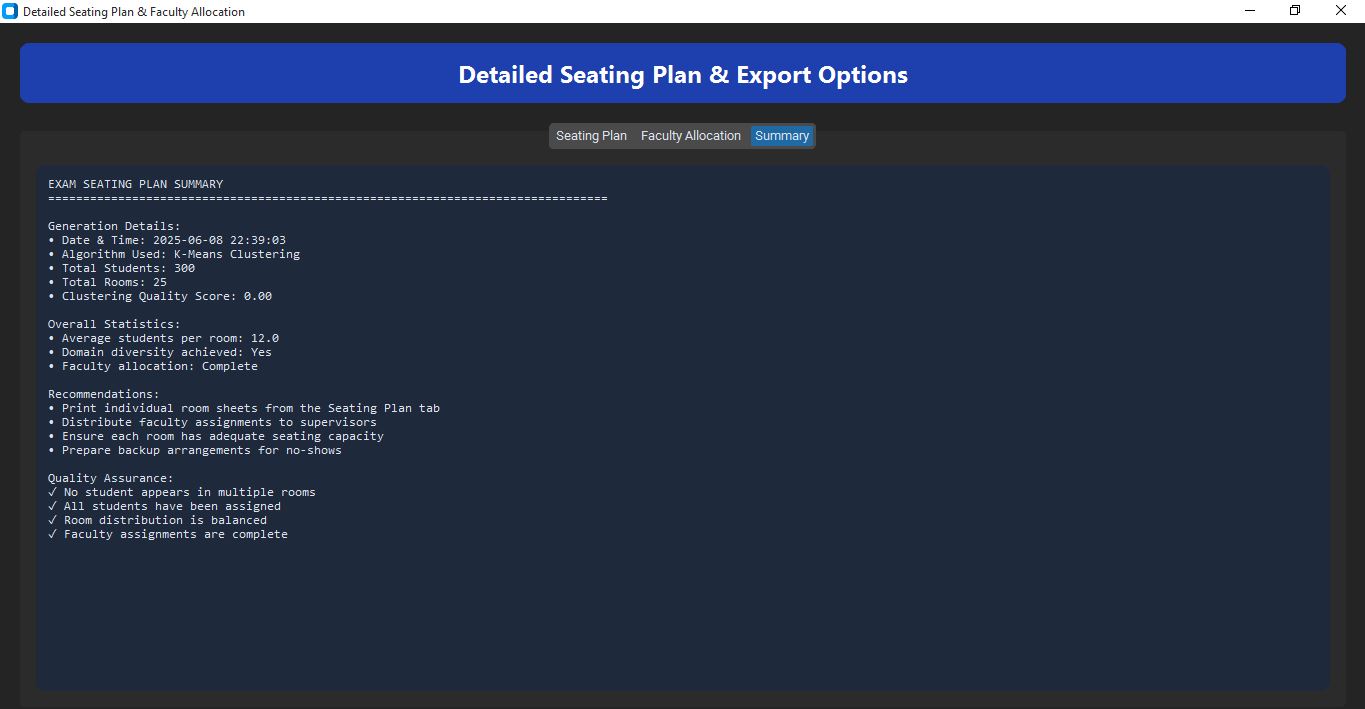 Detailed Seating Plan & Faculty Allocation
Detailed Seating Plan & Export Options
Seating Plan Faculty Allocation Summary
EXAM SEATING PLAN SUMMARY
================================================================================
Generation Details:
• Date & Time: 2025-06-08 22:39:03
• Algorithm Used: K-Means Clustering
• Total Students: 300
• Total Rooms: 25
• Clustering Quality Score: 0.00
Overall Statistics:
• Average students per room: 12.0
• Domain diversity achieved: Yes
• Faculty allocation: Complete
Recommendations:
• Print individual room sheets from the Seating Plan tab
• Distribute faculty assignments to supervisors
• Ensure each room has adequate seating capacity
• Prepare backup arrangements for no-shows
Quality Assurance:
✓ No student appears in multiple rooms
✓ All students have been assigned
✓ Room distribution is balanced
✓ Faculty assignments are complete